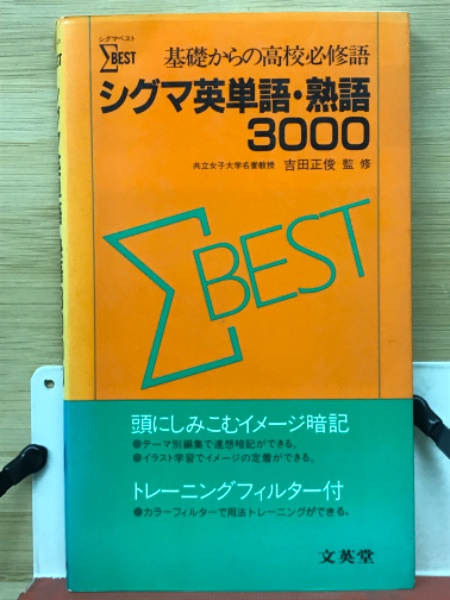 シグマベスト
ΣBEST
基礎からの高校必修語
シグマ英単語・熟語
3000
共立女子大学名誉教授 吉田正俊 監修
ΣBEST
頭にしみこむイメージ暗記
●テーマ別編集で連想暗記ができる。
●イラスト学習でイメージの定着ができる。
トレーニングフィルター付
●カラーフィルターで用法トレーニングができる。
文英堂